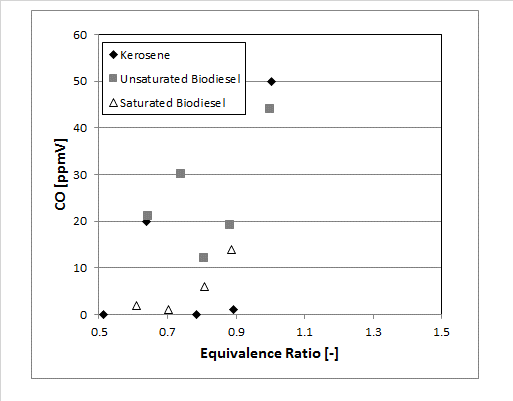 60
50
40
30
20
10
0
CO [ppmV]
Kerosene
Unsaturated Biodiesel
Saturated Biodiesel
0.5 0.7 0.9 1.1 1.3 1.5
Equivalence Ratio [-]